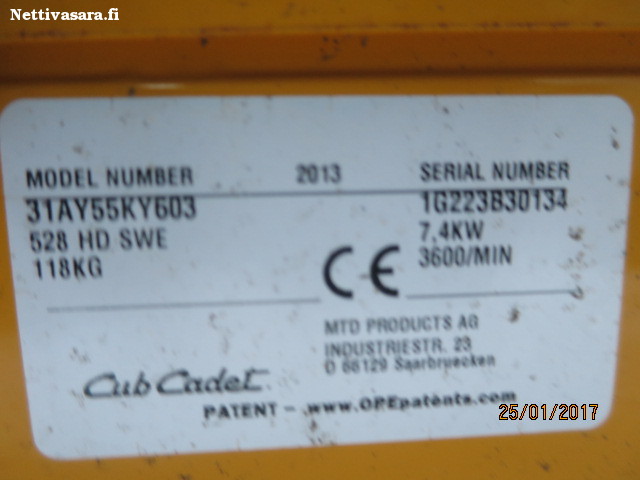 Nettivasara.fi
MODEL NUMBER 2013 SERIAL NUMBER
31AY55KY603 1G223B30134
528 HD SWE 7,4KW
118KG 3600/MIN
CE
MTD PRODUCTS AG
INDUSTRIESTR. 23
D 66129 Saarbruecken
Cub Cadet
PATENT - www.OPEpatents.com
25/01/2017